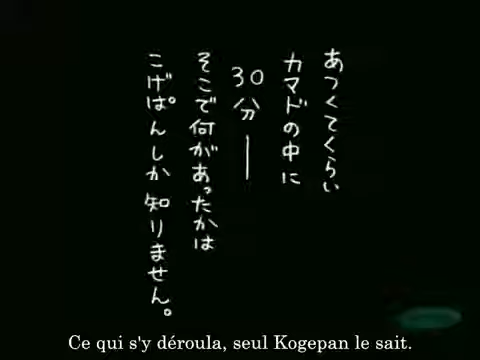 あつくてくらい
カマドの中に
30分―
そこで何があったかは
こげぱんしか知りません。
Ce qui s'y déroula, seul Kogepan le sait.